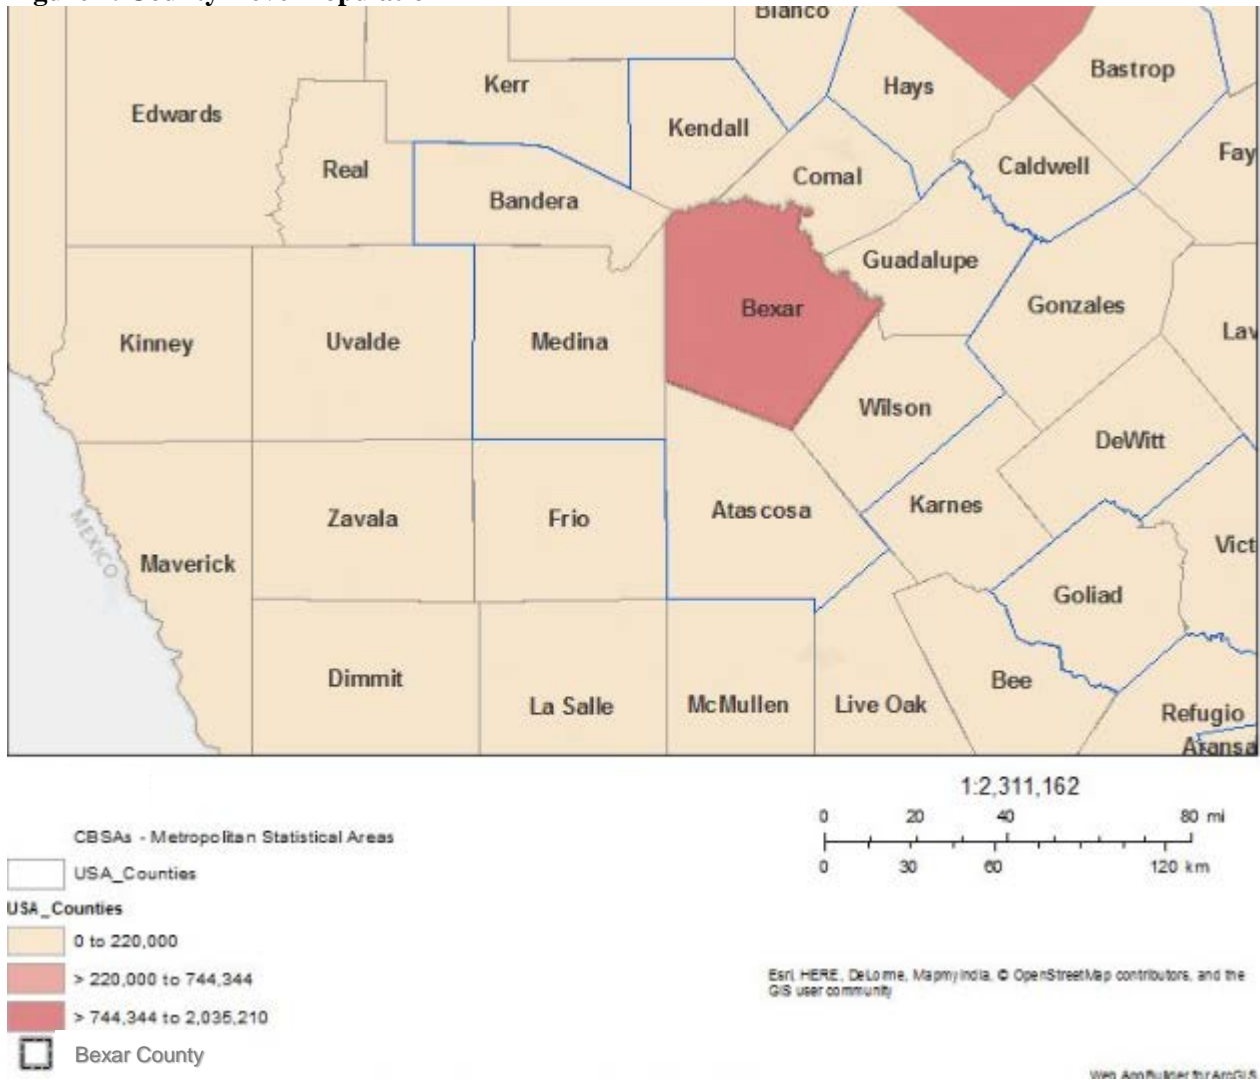 Blanco
Bastrop
Kerr
Hays
Edwards
Kendall
Fay
Caldwell
Real
Comal
Bandera
Guadalupe
Bexar
Gonzales
Lav
Kinney
Uvalde
Medina
Wilson
DeWitt
Karnes
Atascosa
Zavala
Frio
Vict
MEXICO
Maverick
Goliad
Dimmit
Bee
La Salle
McMullen
Live Oak
Refugio
Aransa
1:2,311,162
0 20 40 80 mi
0 30 60 120 km
CBSAs - Metropolitan Statistical Areas
USA_Counties
USA_Counties
0 to 220,000
> 220,000 to 744,344
> 744,344 to 2,035,210
Bexar County
Esri, HERE, DeLorme, MapmyIndia, © OpenStreetMap contributors, and the
GIS user community
Web AppBuilder for ArcGIS